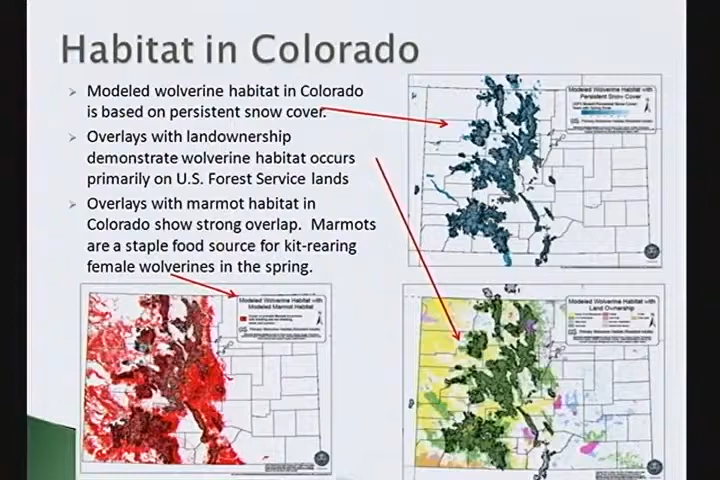 Habitat in Colorado
Modeled wolverine habitat in Colorado
is based on persistent snow cover.
Overlays with landownership
demonstrate wolverine habitat occurs
primarily on U.S. Forest Service lands
Overlays with marmot habitat in
Colorado show strong overlap.  Marmots
are a staple food source for kit-rearing
female wolverines in the spring.
Modeled Wolverine Habitat with
Persistent Snow Cover
Modeled Wolverine Habitat with
Modeled Marmot Habitat
Modeled Wolverine Habitat with
Land Ownership